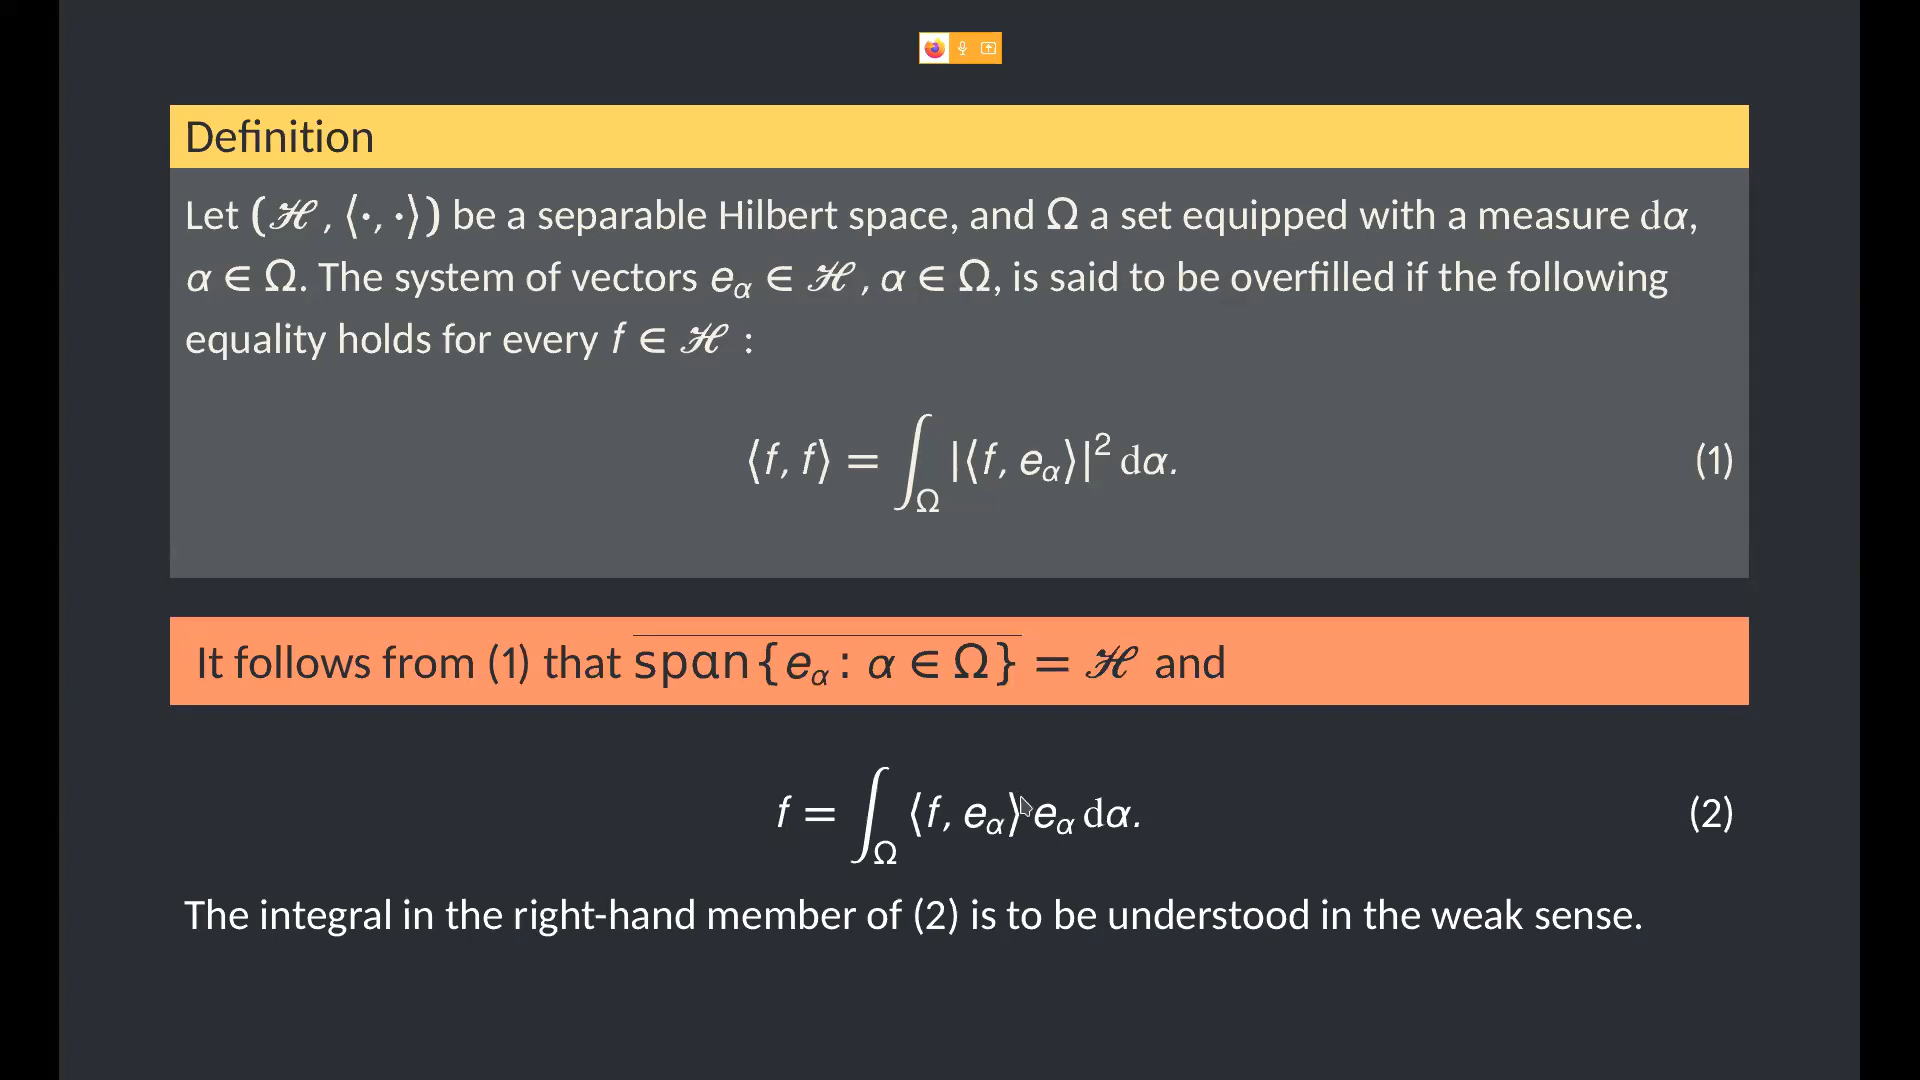 Definition
Let (ℋ, ⟨·, ·⟩) be a separable Hilbert space, and Ω a set equipped with a measure dα,
α ∈ Ω. The system of vectors e_α ∈ ℋ, α ∈ Ω, is said to be overfilled if the following
equality holds for every f ∈ ℋ :
⟨f, f⟩ = ∫_Ω |⟨f, e_α⟩|² dα. (1)
It follows from (1) that \overline{span{e_α : α ∈ Ω}} = ℋ and
f = ∫_Ω ⟨f, e_α⟩ e_α dα. (2)
The integral in the right-hand member of (2) is to be understood in the weak sense.